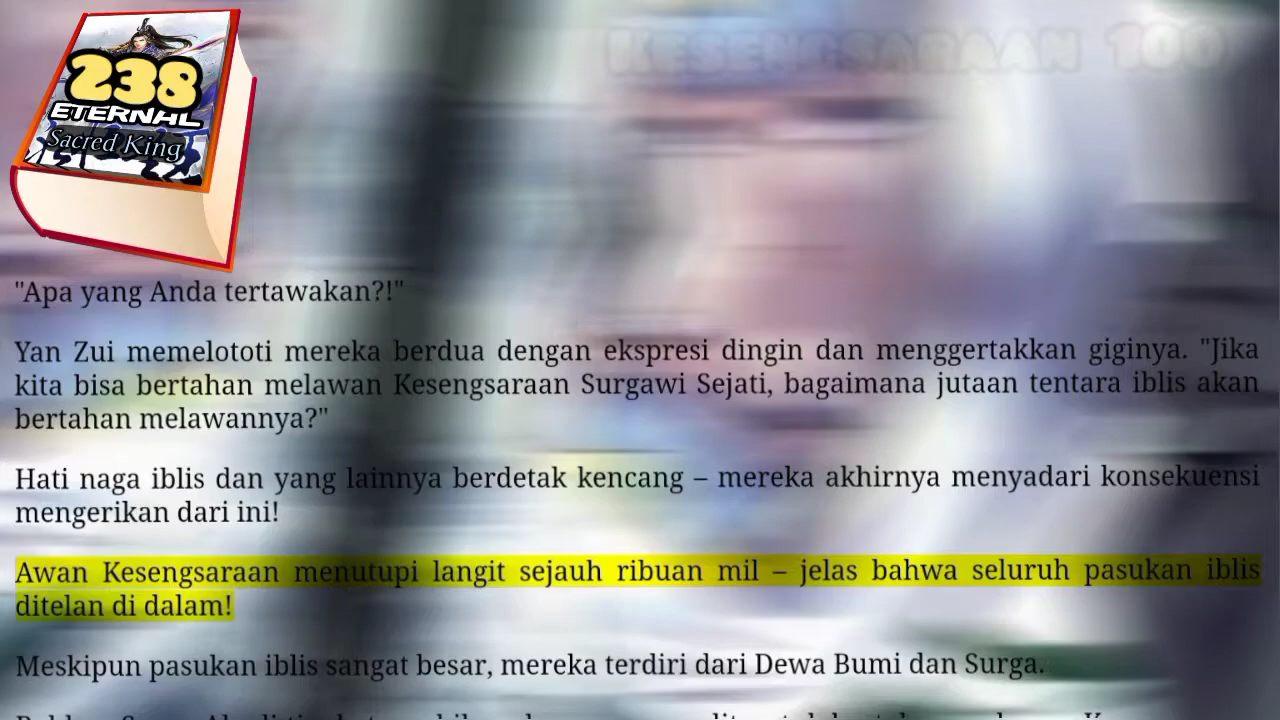 KESENGSARAAN 100
238
ETERNAL
Sacred King
"Apa yang Anda tertawakan?!"
Yan Zui memelototi mereka berdua dengan ekspresi dingin dan menggertakkan giginya. "Jika
kita bisa bertahan melawan Kesengsaraan Surgawi Sejati, bagaimana jutaan tentara iblis akan
bertahan melawannya?"
Hati naga iblis dan yang lainnya berdetak kencang – mereka akhirnya menyadari konsekuensi
mengerikan dari ini!
Awan Kesengsaraan menutupi langit sejauh ribuan mil – jelas bahwa seluruh pasukan iblis
ditelan di dalam!
Meskipun pasukan iblis sangat besar, mereka terdiri dari Dewa Bumi dan Surga.